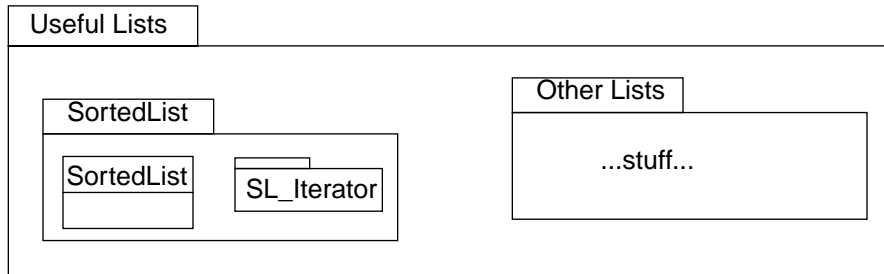 Useful Lists
SortedList
Other Lists
SortedList
SL_Iterator
...stuff...